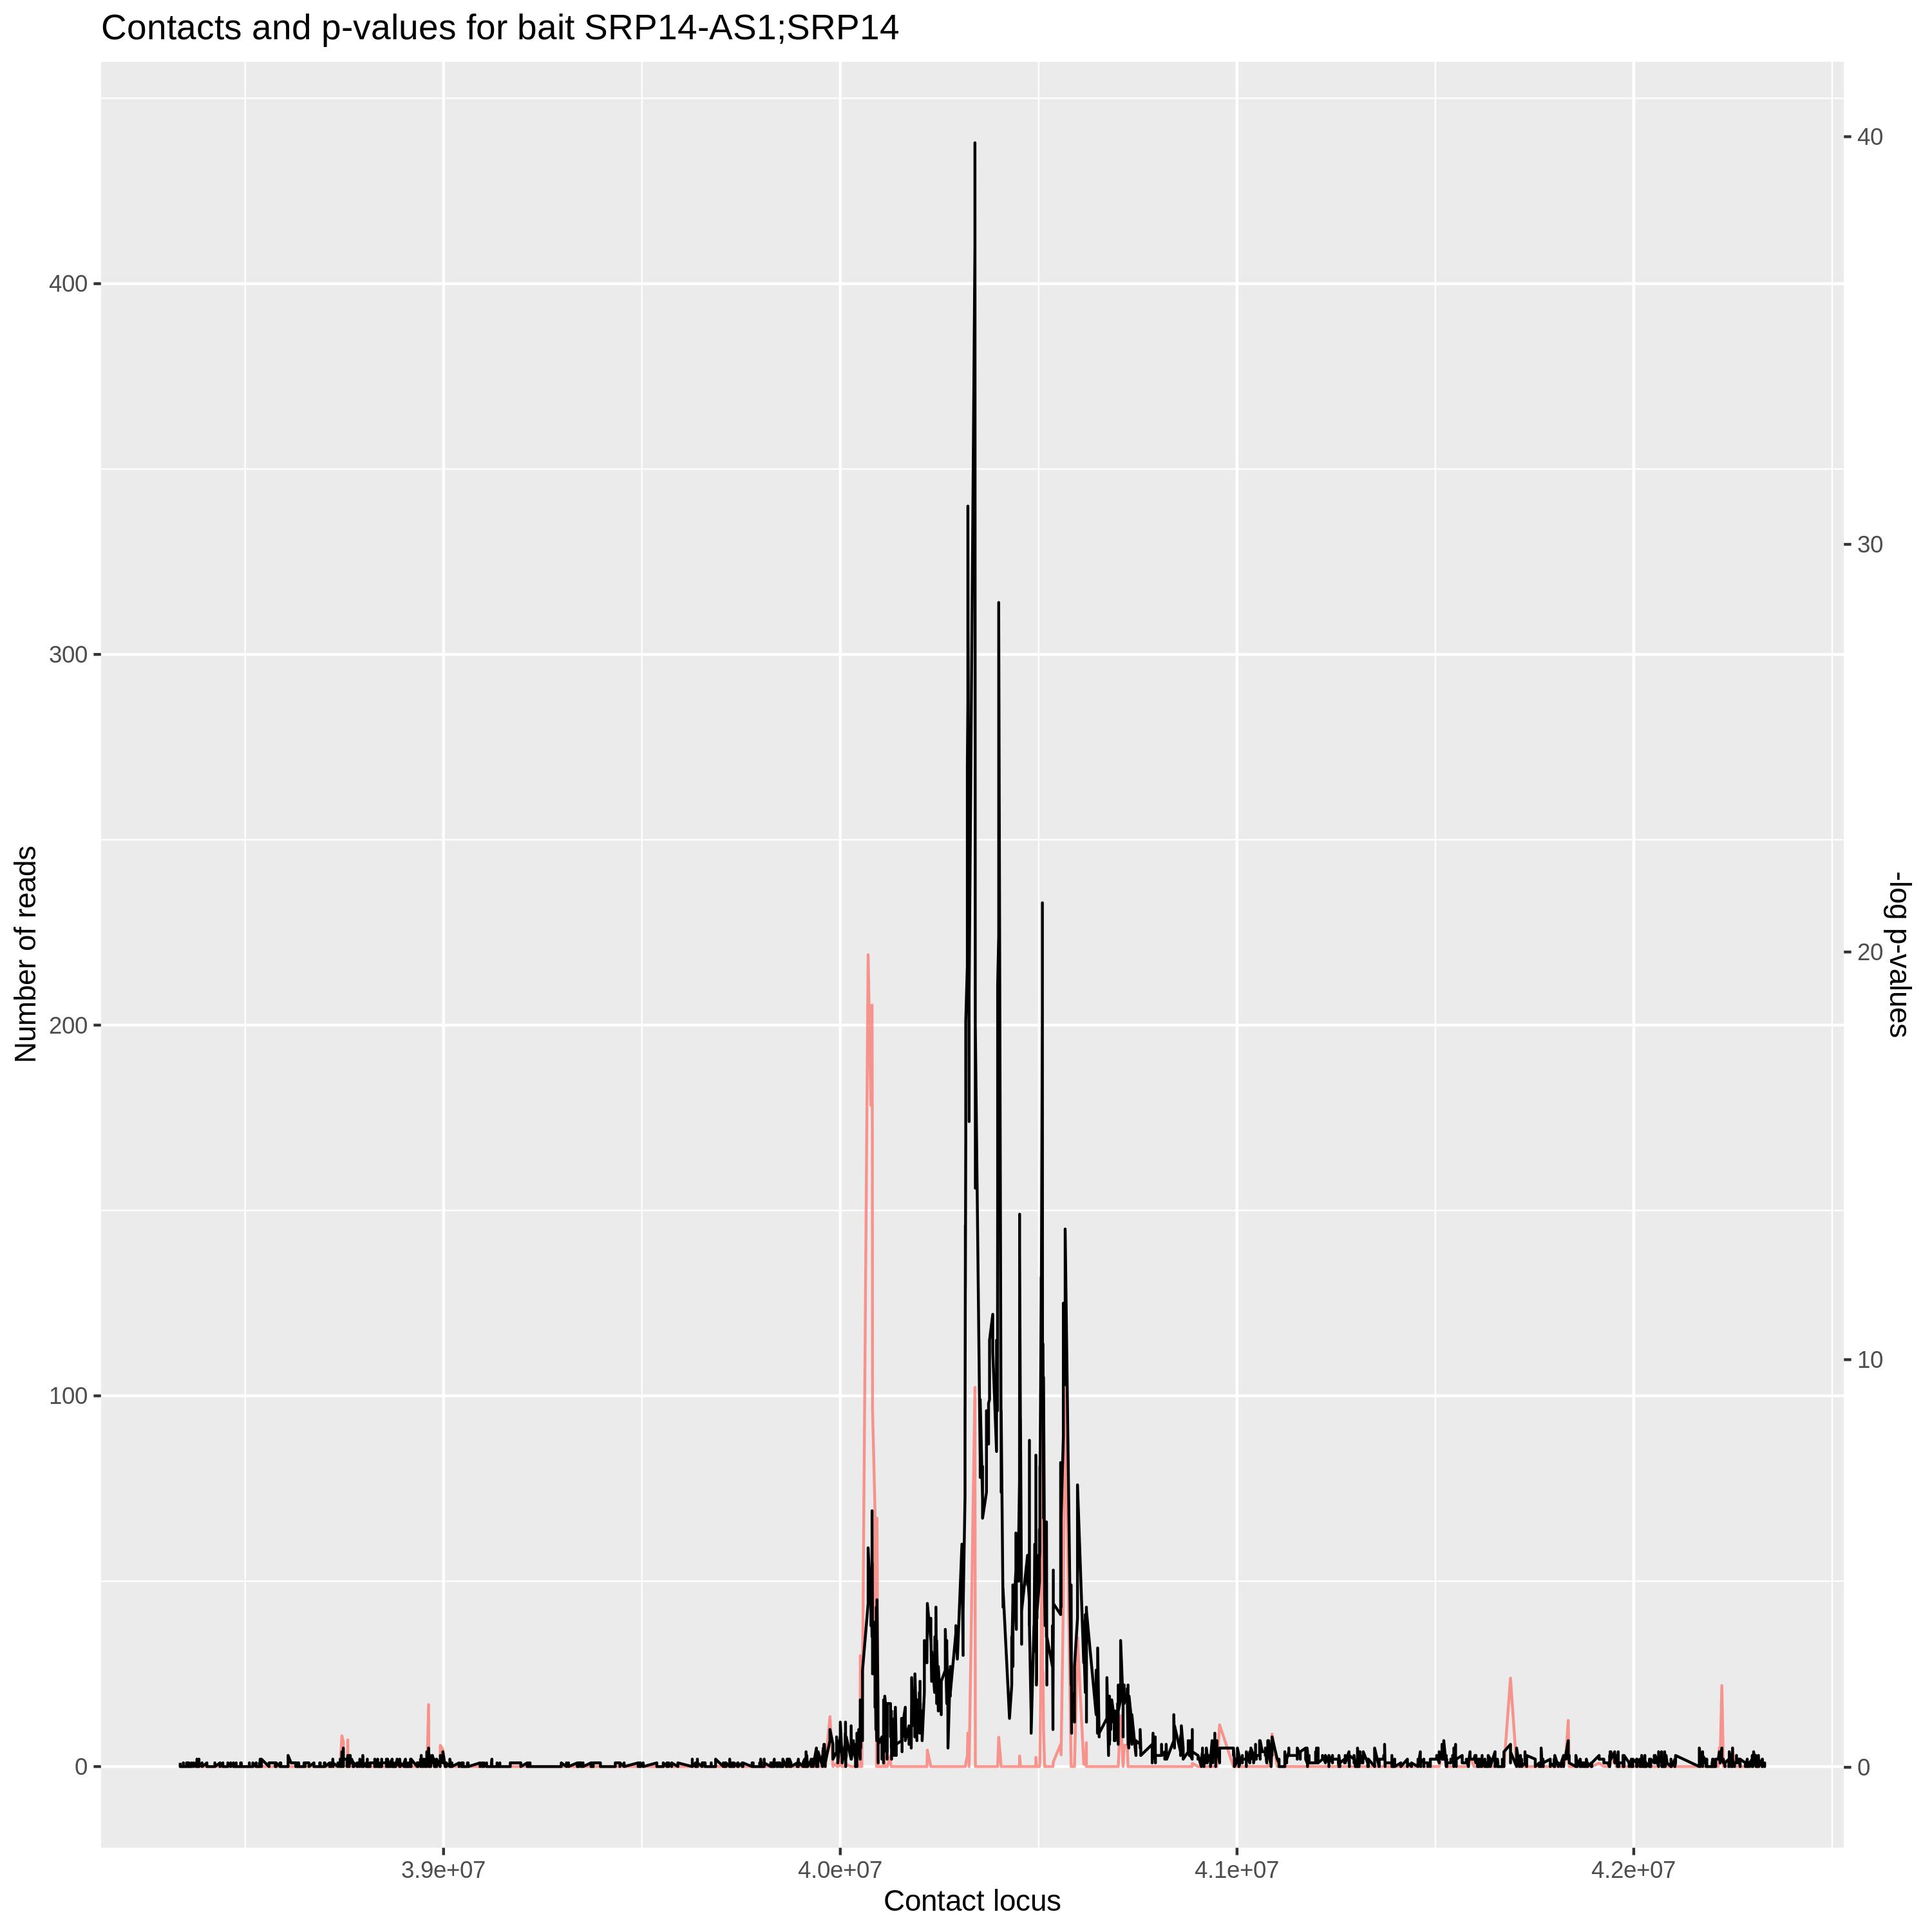 Contacts and p-values for bait SRP14-AS1;SRP14
400
300
200
100
0
40
30
20
10
0
Number of reads
-log p-values
3.9e+07
4.0e+07
4.1e+07
4.2e+07
Contact locus